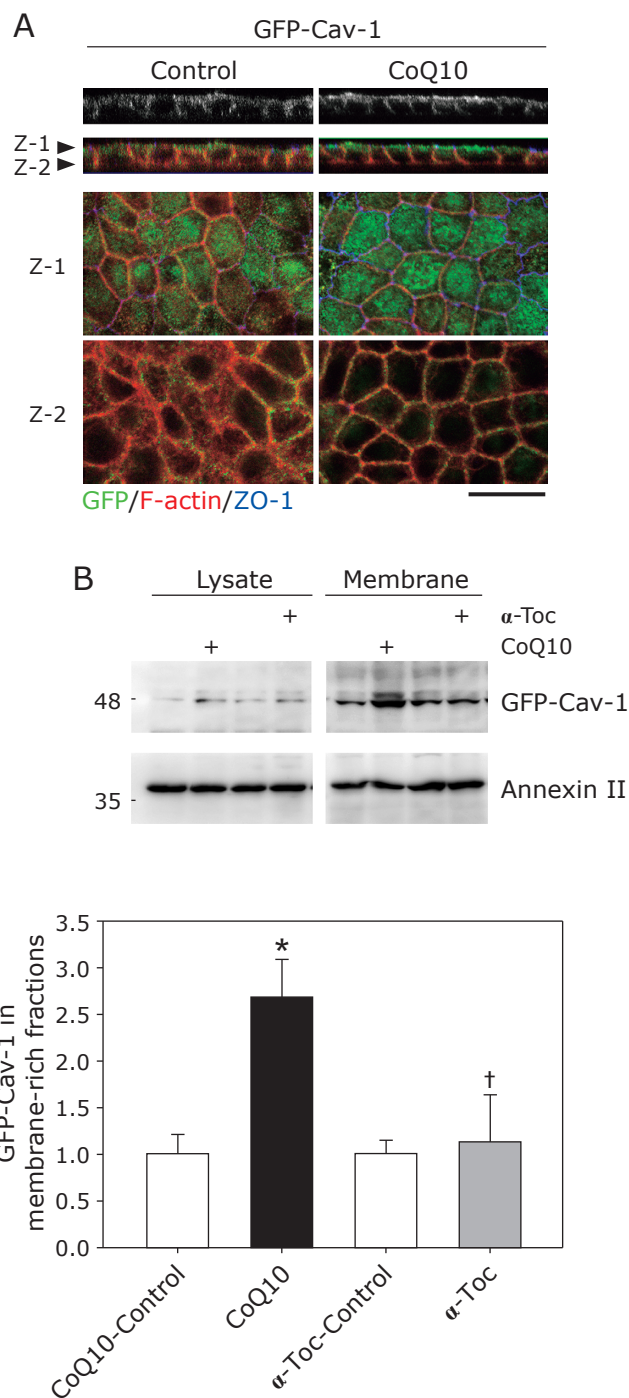 A
GFP-Cav-1
Control CoQ10
Z-1
Z-2
Z-1
Z-2
GFP/F-actin/ZO-1
B
Lysate Membrane
+ + α-Toc
+ + CoQ10
48 GFP-Cav-1
35 Annexin II
GFP-Cav-1 in
membrane-rich fractions
3.5
3.0
2.5
2.0
1.5
1.0
0.5
0.0
*
†
CoQ10-Control
CoQ10
α-Toc-Control
α-Toc